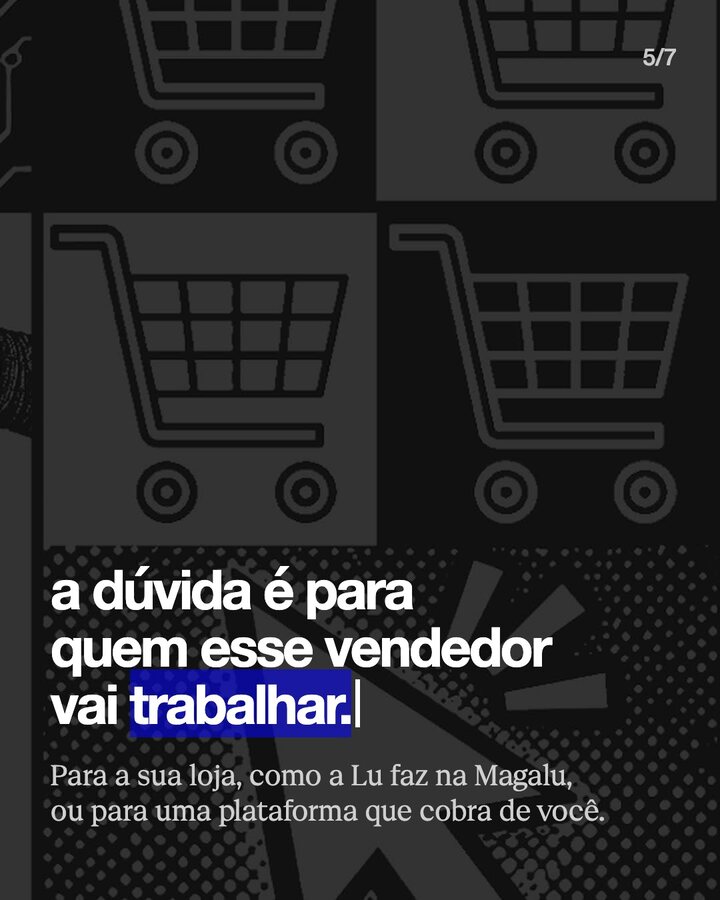 5/7
a dúvida é para
quem esse vendedor
vai trabalhar.
Para a sua loja, como a Lu faz na Magalu,
ou para uma plataforma que cobra de você.